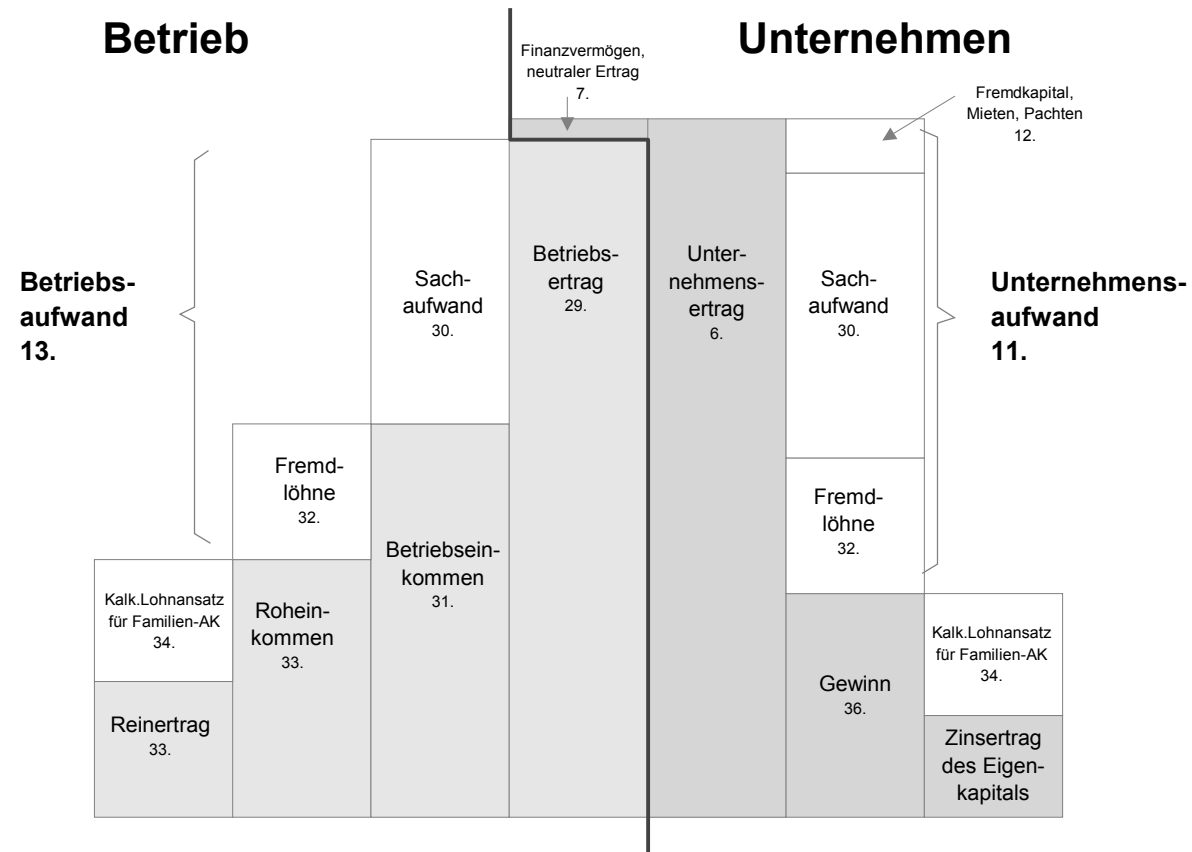 Betrieb
Unternehmen
Finanzvermögen,
neutraler Ertrag
7.
Fremdkapital,
Mieten, Pachten
12.
Betriebs-
aufwand
13.
Sach-
aufwand
30.
Betriebs-
ertrag
29.
Unter-
nehmens-
ertrag
6.
Sach-
aufwand
30.
Unternehmens-
aufwand
11.
Fremd-
löhne
32.
Betriebsein-
kommen
31.
Fremd-
löhne
32.
Kalk.Lohnansatz
für Familien-AK
34.
Rohein-
kommen
33.
Reinertrag
33.
Gewinn
36.
Kalk.Lohnansatz
für Familien-AK
34.
Zinsertrag
des Eigen-
kapitals